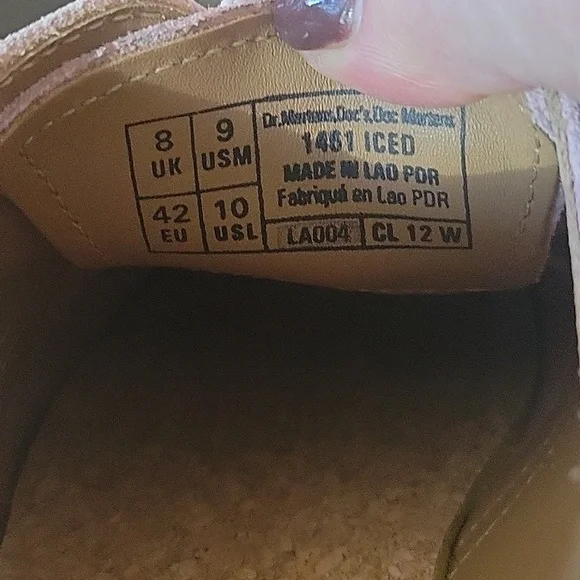 8 UK
9 USM
42 EU
10 USL
Dr.Martens,Doc's,Doc Martens
1461 ICED
MADE IN LAO PDR
Fabriqué en Lao PDR
LA004 CL 12 W